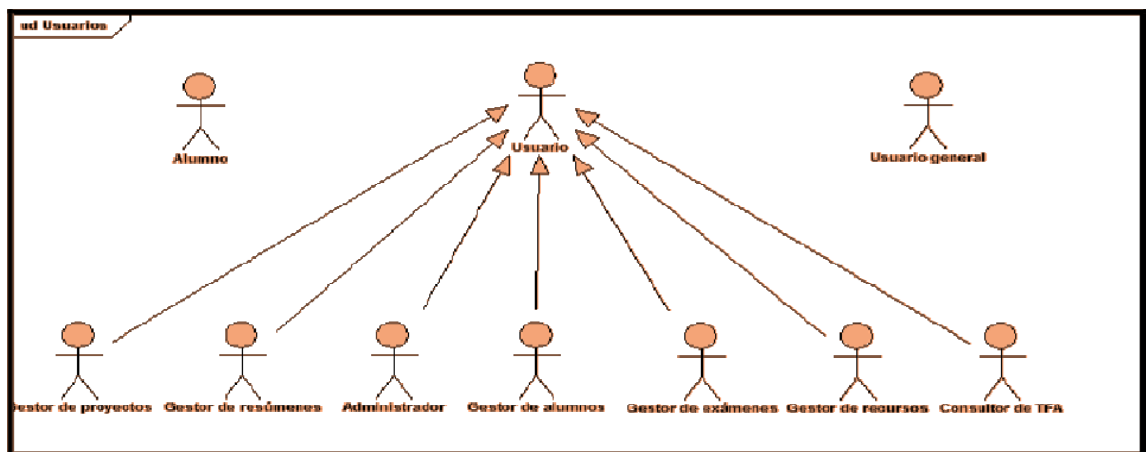 ud Usuarios
Alumno
Usuario
Usuario general
Gestor de proyectos
Gestor de resúmenes
Administrador
Gestor de alumnos
Gestor de exámenes
Gestor de recursos
Consultor de TFA